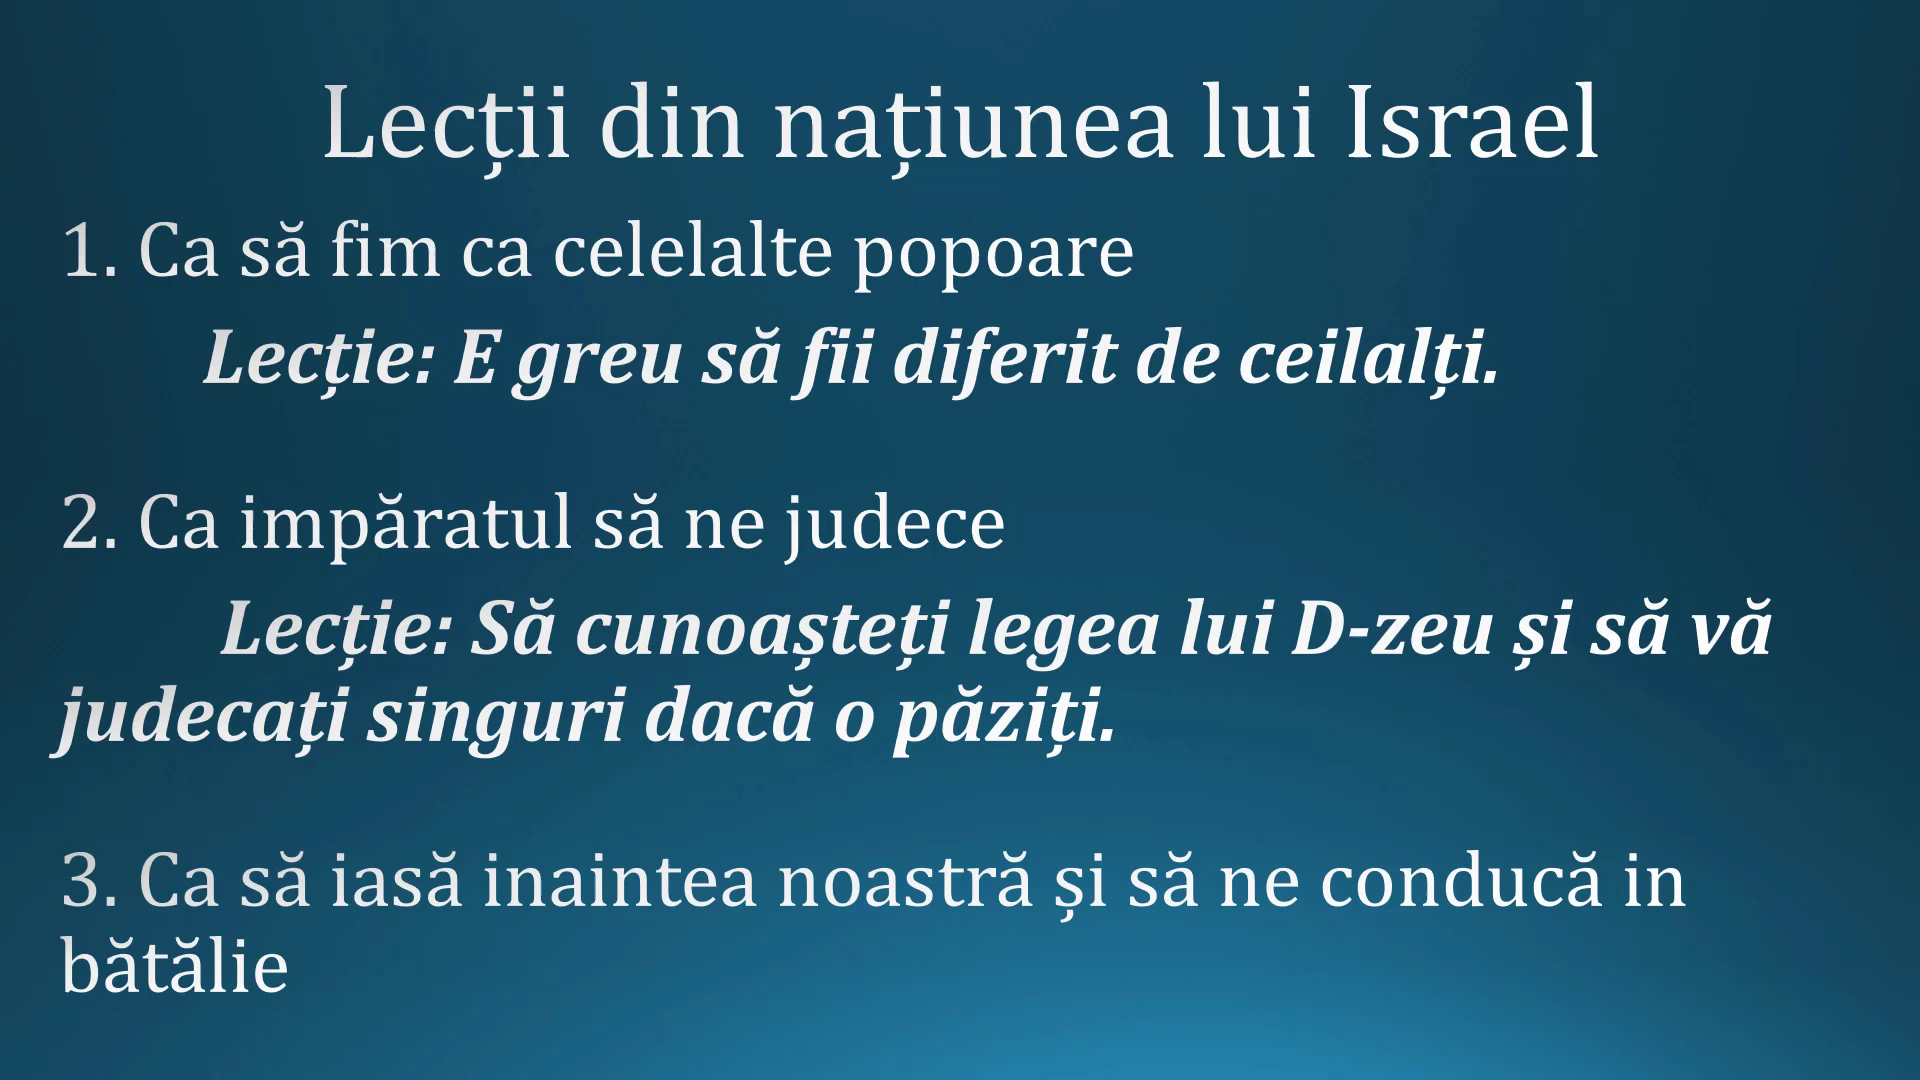 Lecții din națiunea lui Israel
1. Ca să fim ca celelalte popoare
Lecție: E greu să fii diferit de ceilalți.
2. Ca impăratul să ne judece
Lecție: Să cunoașteți legea lui D-zeu și să vă
judecați singuri dacă o păziți.
3. Ca să iasă inaintea noastră și să ne conducă in
bătălie